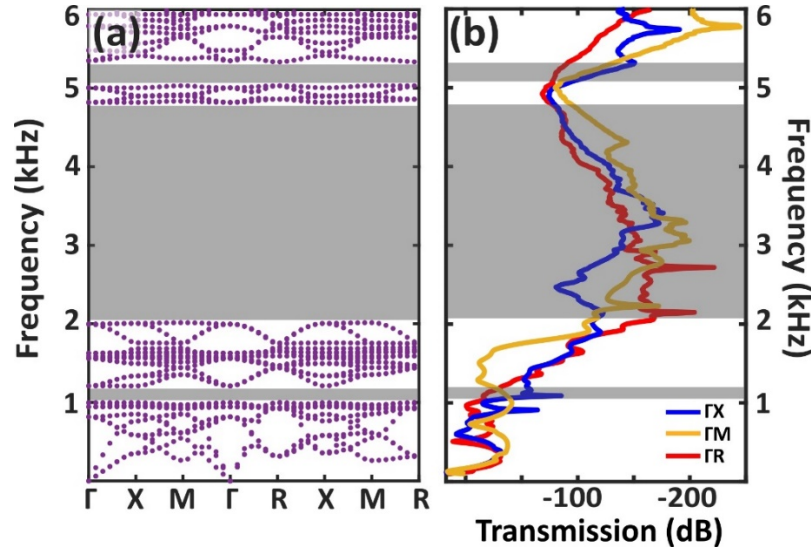 (a)
6
5
4
3
2
1
Frequency (kHz)
Γ X M Γ R X M R
(b)
6
5
4
3
2
1
Frequency (kHz)
ΓX
ΓM
ΓR
-100 -200
Transmission (dB)